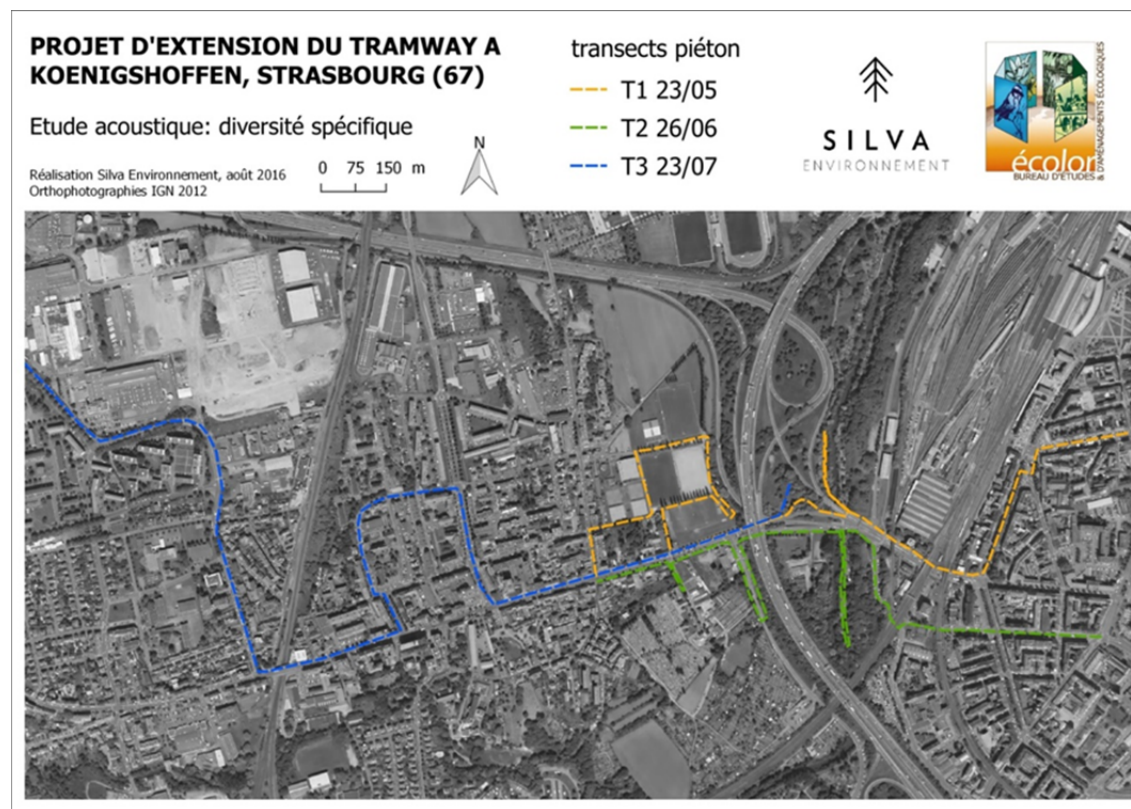 PROJET D'EXTENSION DU TRAMWAY A
KOENIGSHOFFEN, STRASBOURG (67)
Etude acoustique: diversité spécifique
Réalisation Silva Environnement, août 2016
Orthophotographies IGN 2012
0 75 150 m
N
transects piéton
T1 23/05
T2 26/06
T3 23/07
SILVA
ENVIRONNEMENT
écolor
BUREAU D'ÉTUDES
& D'AMÉNAGEMENTS ÉCOLOGIQUES